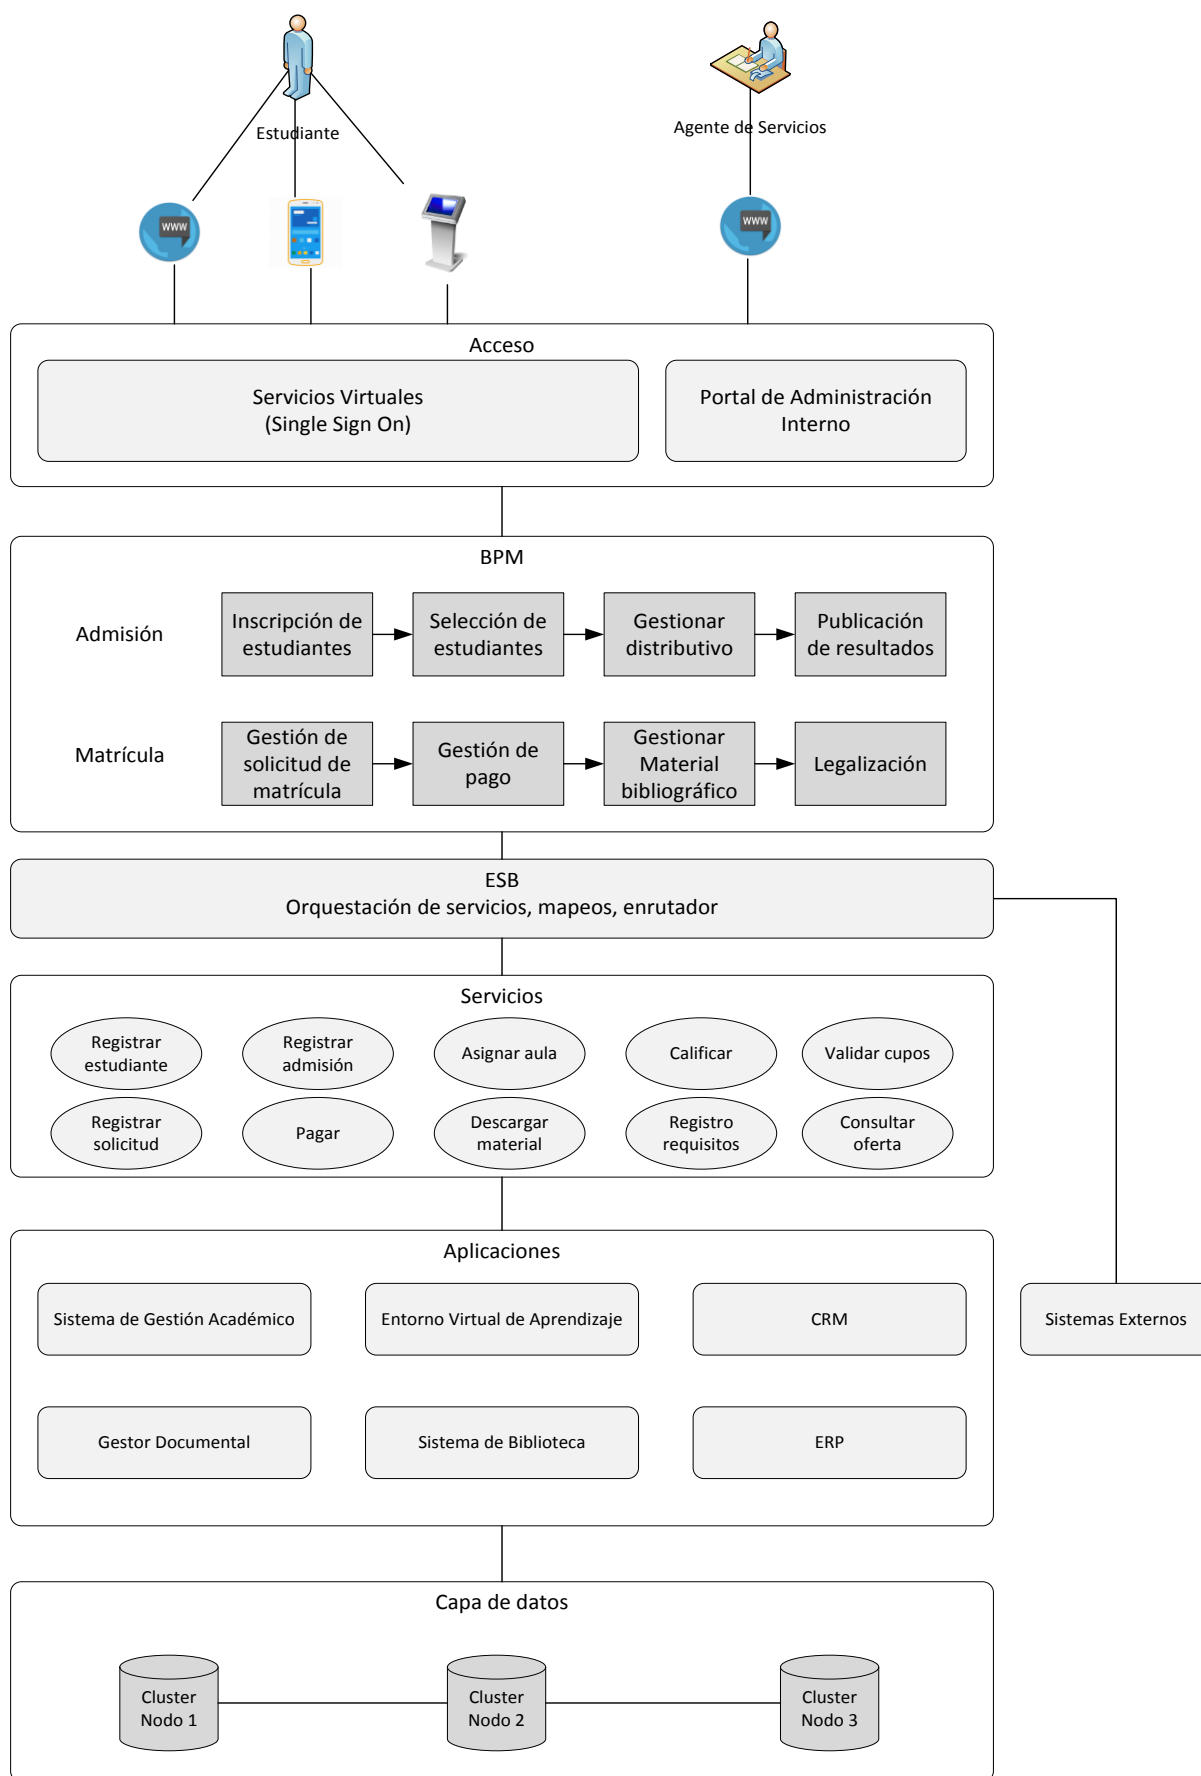 Estudiante
Agente de Servicios
WWW
WWW
Acceso
Servicios Virtuales
(Single Sign On)
Portal de Administración
Interno
BPM
Admisión
Inscripción de
estudiantes
Selección de
estudiantes
Gestionar
distributivo
Publicación
de resultados
Matrícula
Gestión de
solicitud de
matrícula
Gestión de
pago
Gestionar
Material
bibliográfico
Legalización
ESB
Orquestación de servicios, mapeos, enrutador
Servicios
Registrar
estudiante
Registrar
admisión
Asignar aula
Calificar
Validar cupos
Registrar
solicitud
Pagar
Descargar
material
Registro
requisitos
Consultar
oferta
Aplicaciones
Sistema de Gestión Académico
Entorno Virtual de Aprendizaje
CRM
Sistemas Externos
Gestor Documental
Sistema de Biblioteca
ERP
Capa de datos
Cluster
Nodo 1
Cluster
Nodo 2
Cluster
Nodo 3